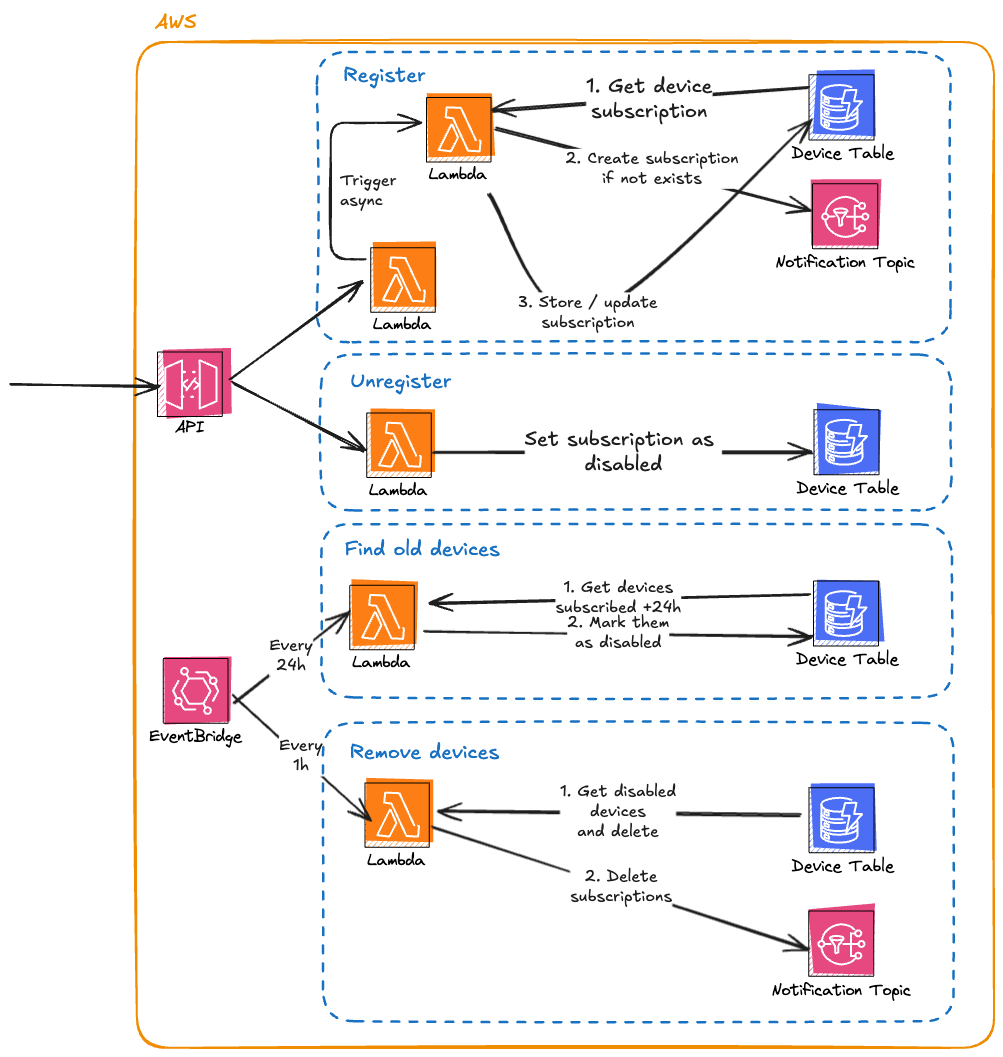 AWS
Register
1. Get device
subscription
Lambda
Device Table
2. Create subscription
if not exists
Trigger
async
Notification Topic
Lambda
3. Store / update
subscription
API
Unregister
Set subscription as
disabled
Lambda
Device Table
Find old devices
1. Get devices
subscribed +24h
2. Mark them
as disabled
Lambda
Device Table
Every
24h
EventBridge
Every
1h
Remove devices
1. Get disabled
devices
and delete
Lambda
Device Table
2. Delete
subscriptions
Notification Topic